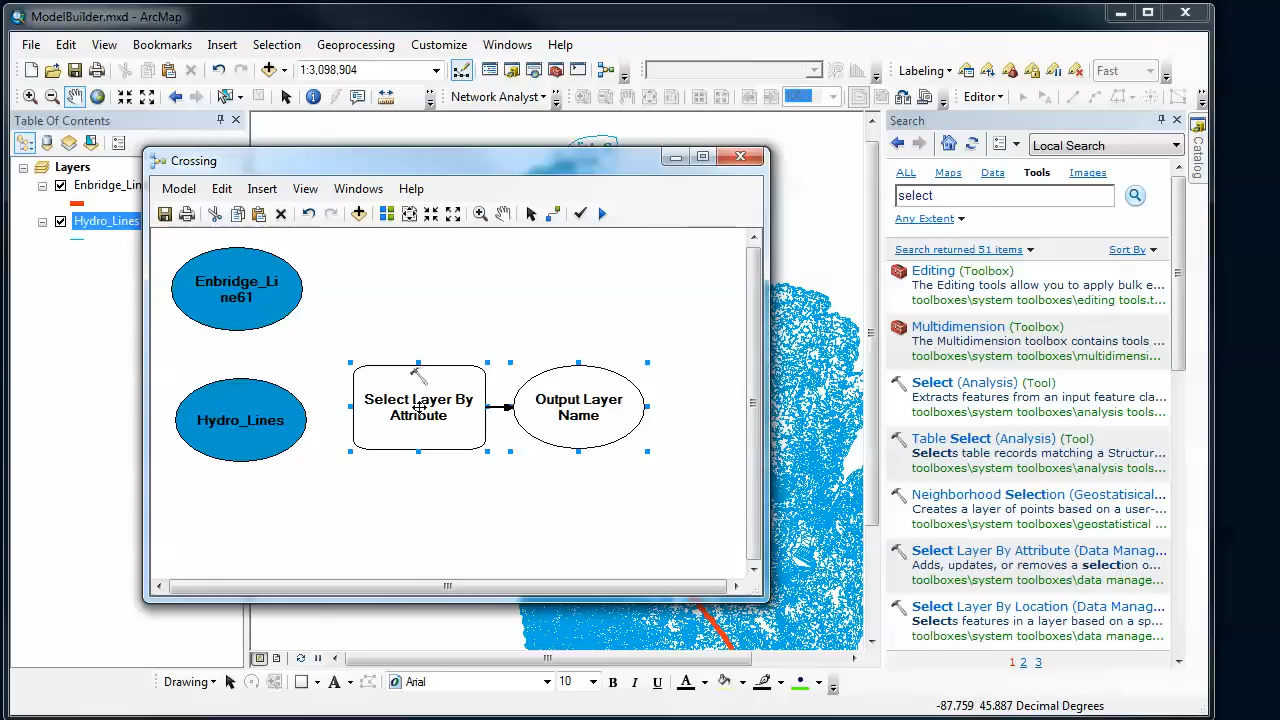 ModelBuilder.mxd - ArcMap
File Edit View Bookmarks Insert Selection Geoprocessing Customize Windows Help
1:3,098,904 Labeling Fast
Network Analyst Editor
Table Of Contents
Layers
Enbridge_Lin
Hydro_Lines
Crossing
Model Edit Insert View Windows Help
Enbridge_Li
ne61
Hydro_Lines
Select Layer By
Attribute
Output Layer
Name
Search
Local Search
ALL Maps Data Tools Images
select
Any Extent
Search returned 51 items Sort By
Editing (Toolbox)
The Editing tools allow you to apply bulk e...
toolboxes\system toolboxes\editing tools.t...
Multidimension (Toolbox)
The Multidimension toolbox contains tools ...
toolboxes\system toolboxes\multidimensi...
Select (Analysis) (Tool)
Extracts features from an input feature cla...
toolboxes\system toolboxes\analysis tools...
Table Select (Analysis) (Tool)
Selects table records matching a Structur...
toolboxes\system toolboxes\analysis tools...
Neighborhood Selection (Geostatisical...
Creates a layer of points based on a user-...
toolboxes\system toolboxes\geostatistical ...
Select Layer By Attribute (Data Manag...
Adds, updates, or removes a selection o...
toolboxes\system toolboxes\data manage...
Select Layer By Location (Data Manag...
Selects features in a layer based on a sp...
toolboxes\system toolboxes\data manage...
1 2 3
Catalog
Drawing A Arial 10 B I U A
-87.759 45.887 Decimal Degrees